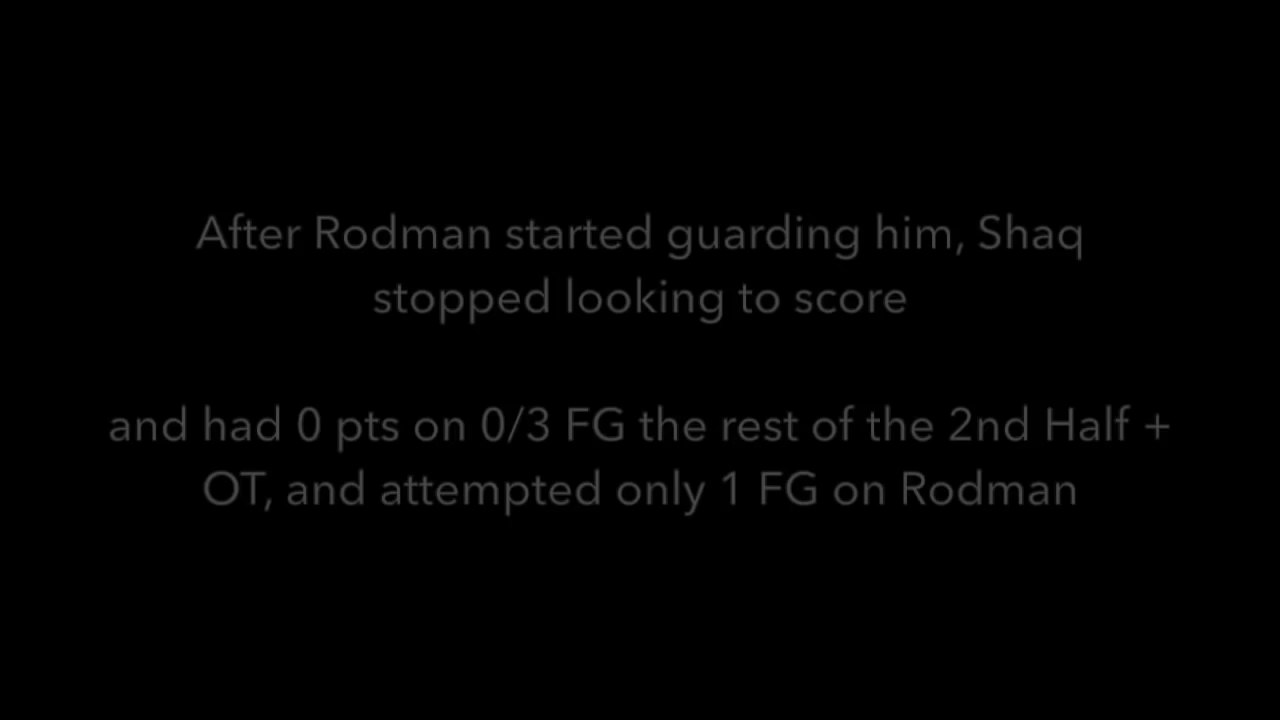 After Rodman started guarding him, Shaq
stopped looking to score
and had 0 pts on 0/3 FG the rest of the 2nd Half +
OT, and attempted only 1 FG on Rodman